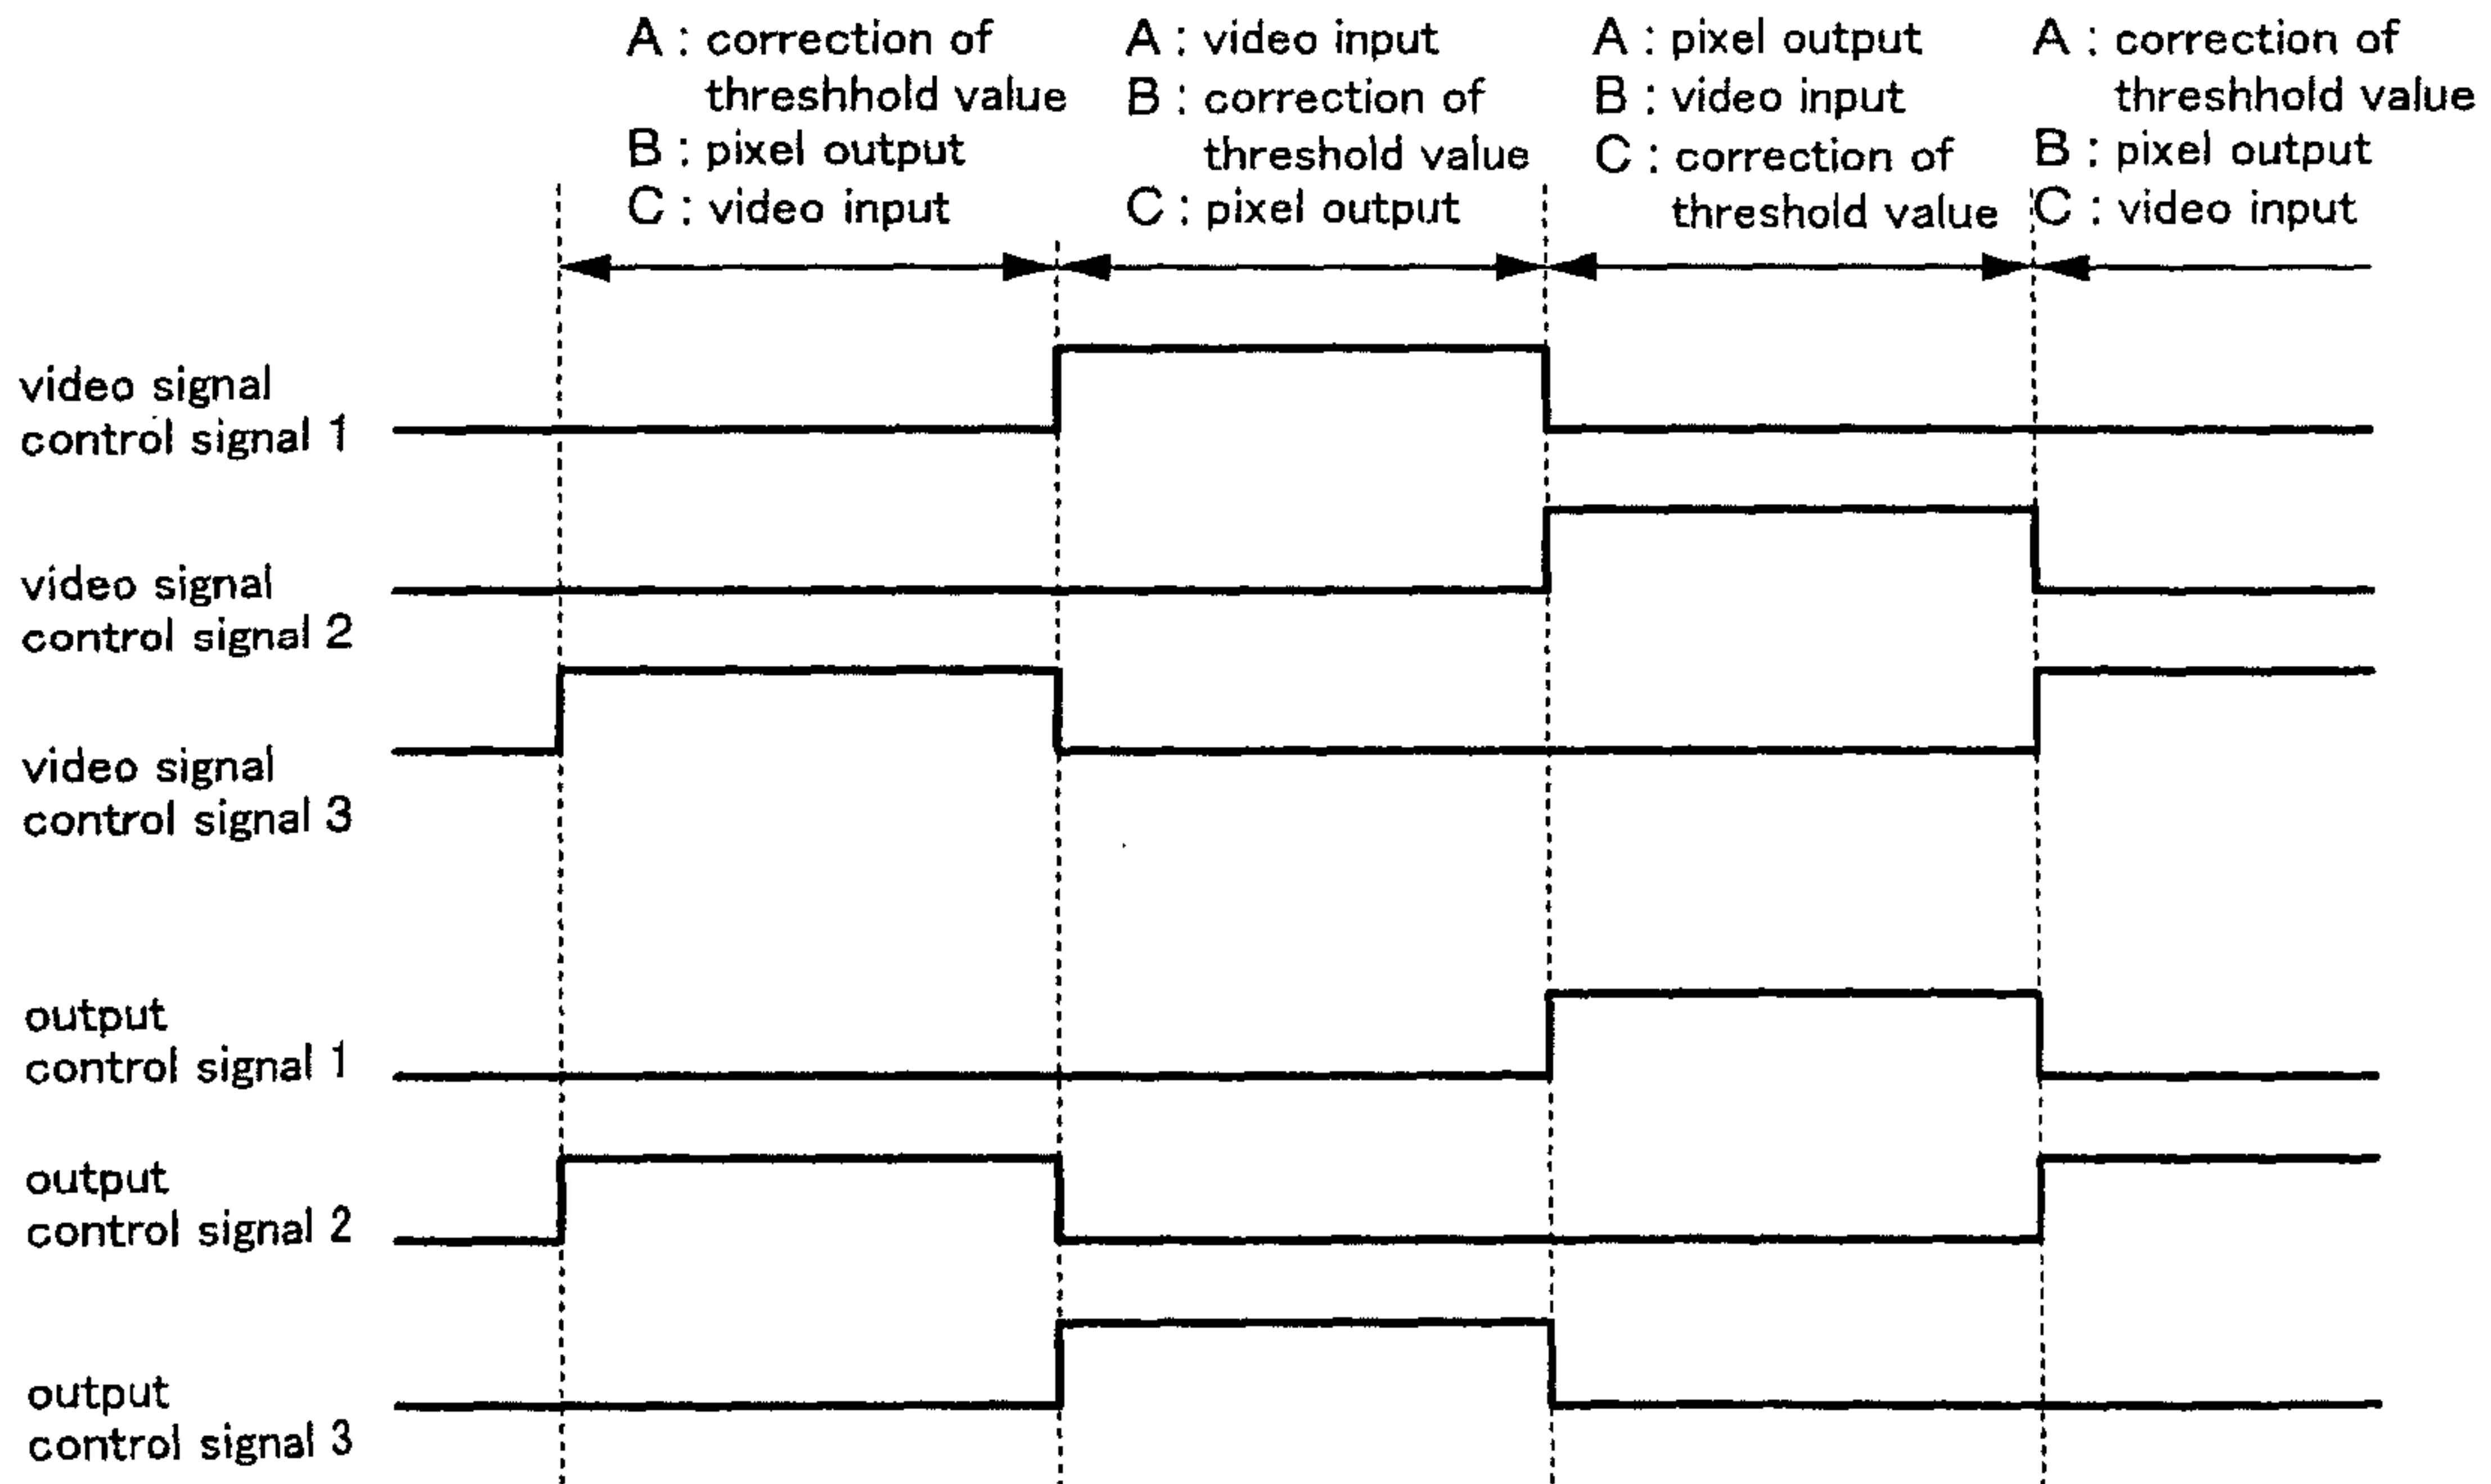 A : correction of
threshhold value
B : pixel output
C : video input
A : video input
B : correction of
threshold value
C : pixel output
A : pixel output
B : video input
C : correction of
threshold value
A : correction of
threshhold value
B : pixel output
C : video input
video signal
control signal 1
video signal
control signal 2
video signal
control signal 3
output
control signal 1
output
control signal 2
output
control signal 3